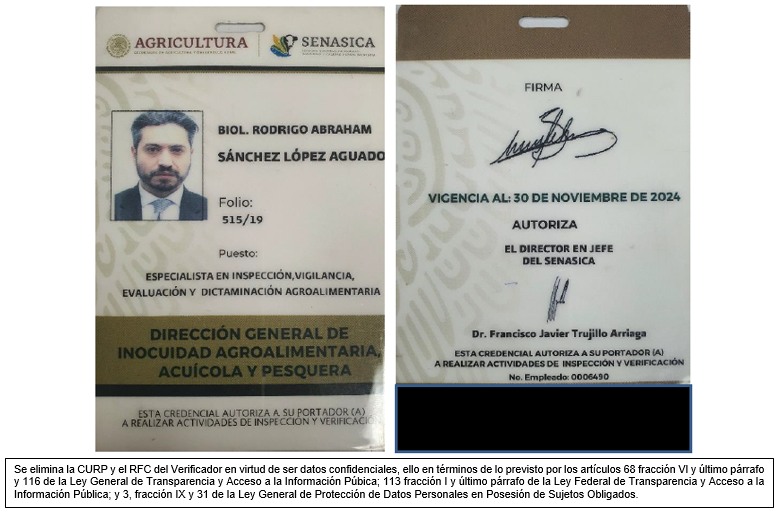 AGRICULTURA
SENASICA
BIOL. RODRIGO ABRAHAM
SÁNCHEZ LÓPEZ AGUADO
Folio:
515/19
Puesto:
ESPECIALISTA EN INSPECCIÓN,VIGILANCIA,
EVALUACIÓN Y DICTAMINACIÓN AGROALIMENTARIA
DIRECCIÓN GENERAL DE
INOCUIDAD AGROALIMENTARIA,
ACUÍCOLA Y PESQUERA
ESTA CREDENCIAL AUTORIZA A SU PORTADOR (A)
A REALIZAR ACTIVIDADES DE INSPECCIÓN Y VERIFICACIÓN
FIRMA
VIGENCIA AL: 30 DE NOVIEMBRE DE 2024
AUTORIZA
EL DIRECTOR EN JEFE
DEL SENASICA
Dr. Francisco Javier Trujillo Arriaga
ESTA CREDENCIAL AUTORIZA A SU PORTADOR (A)
A REALIZAR ACTIVIDADES DE INSPECCIÓN Y VERIFICACIÓN
No. Empleado: 0006490
Se elimina la CURP y el RFC del Verificador en virtud de ser datos confidenciales, ello en términos de lo previsto por los artículos 68 fracción VI y último párrafo
y 116 de la Ley General de Transparencia y Acceso a la Información Púbica; 113 fracción I y último párrafo de la Ley Federal de Transparencia y Acceso a la
Información Pública; y 3, fracción IX y 31 de la Ley General de Protección de Datos Personales en Posesión de Sujetos Obligados.